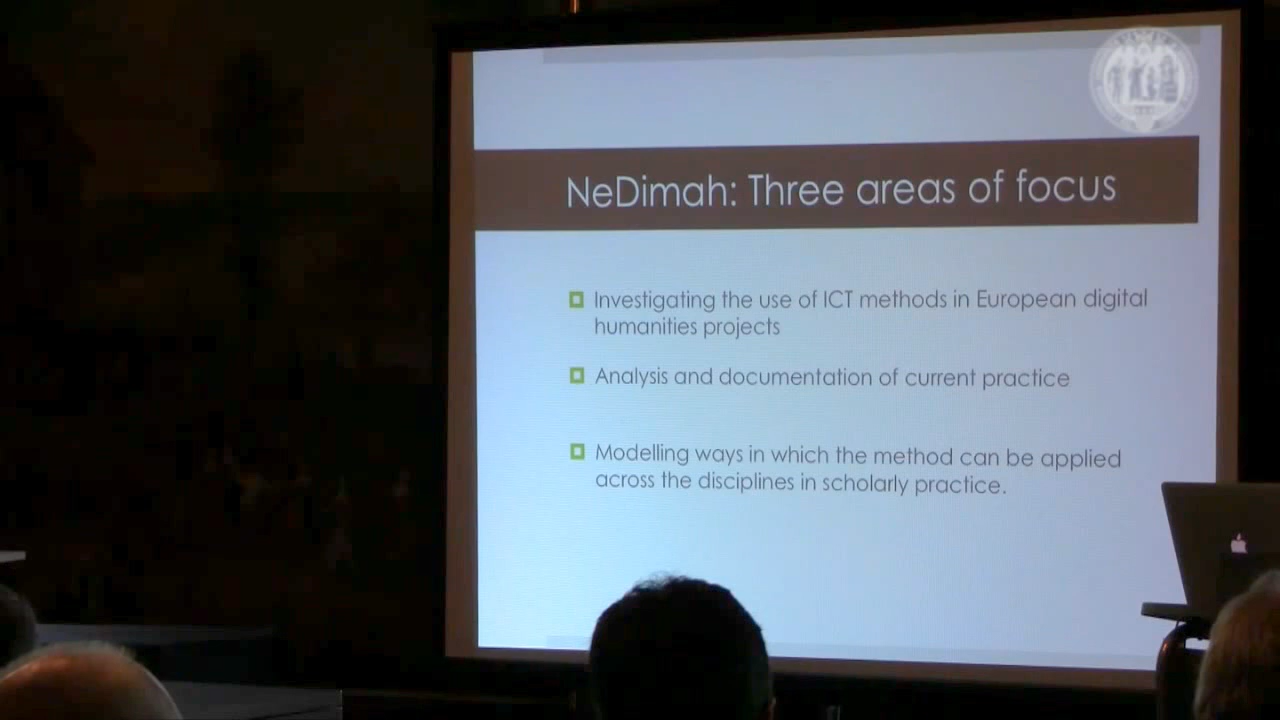 NeDimah: Three areas of focus
Investigating the use of ICT methods in European digital
humanities projects
Analysis and documentation of current practice
Modelling ways in which the method can be applied
across the disciplines in scholarly practice.